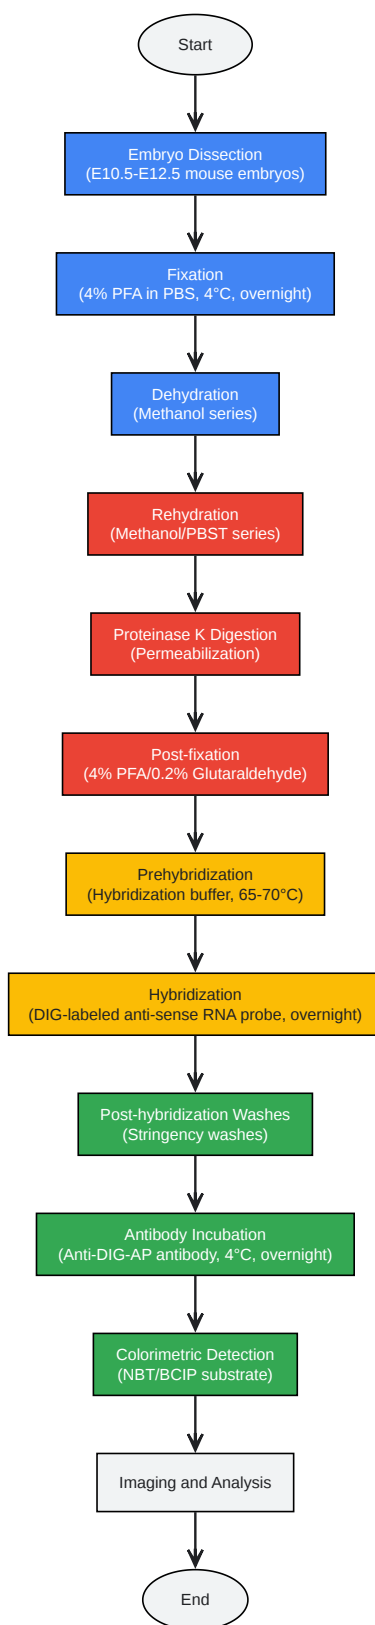 Start
Embryo Dissection
(E10.5-E12.5 mouse embryos)
Fixation
(4% PFA in PBS, 4°C, overnight)
Dehydration
(Methanol series)
Rehydration
(Methanol/PBST series)
Proteinase K Digestion
(Permeabilization)
Post-fixation
(4% PFA/0.2% Glutaraldehyde)
Prehybridization
(Hybridization buffer, 65-70°C)
Hybridization
(DIG-labeled anti-sense RNA probe, overnight)
Post-hybridization Washes
(Stringency washes)
Antibody Incubation
(Anti-DIG-AP antibody, 4°C, overnight)
Colorimetric Detection
(NBT/BCIP substrate)
Imaging and Analysis
End